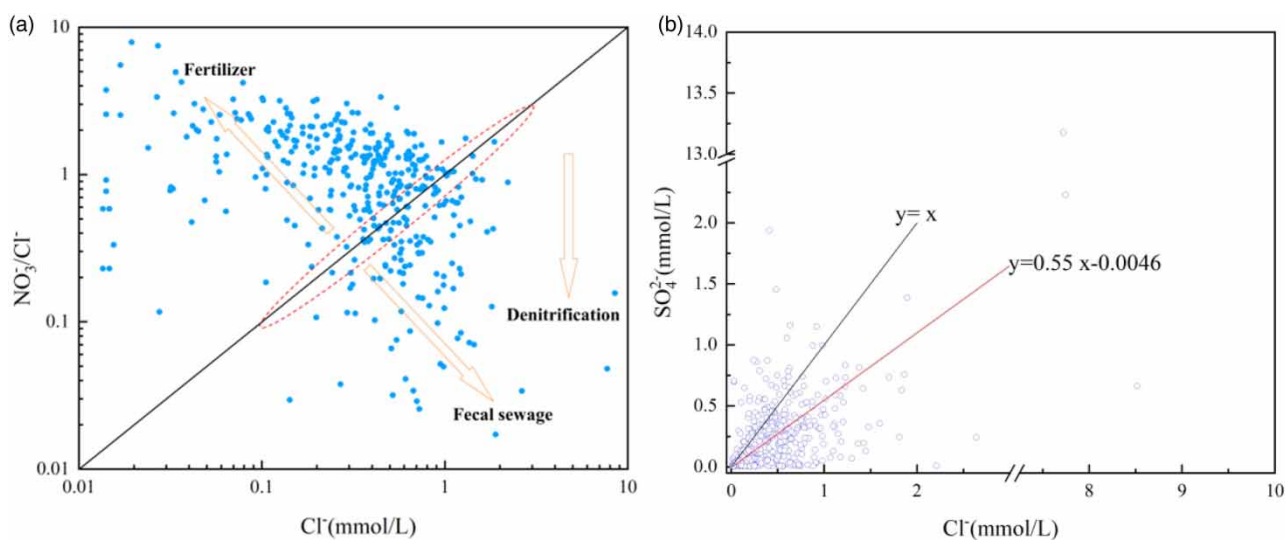 (a)
10
1
0.1
0.01
NO₃⁻/Cl⁻
Fertilizer
Denitrification
Fecal sewage
0.01
0.1
1
10
Cl⁻(mmol/L)
(b)
14.0
13.5
13.0
2.0
1.5
1.0
0.5
0.0
SO₄²⁻(mmol/L)
y= x
y=0.55 x-0.0046
0
1
2
8
9
10
Cl⁻(mmol/L)